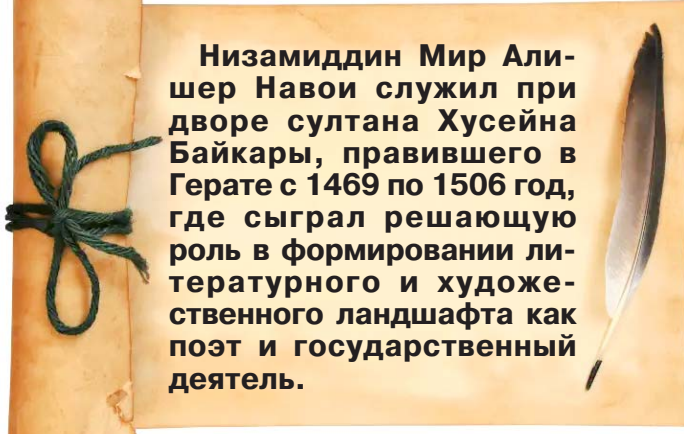 Низамиддин Мир Али-
шер Навои служил при
дворе султана Хусейна
Байкары, правившего в
Герате с 1469 по 1506 год,
где сыграл решающую
роль в формировании ли-
тературного и художе-
ственного ландшафта как
поэт и государственный
деятель.